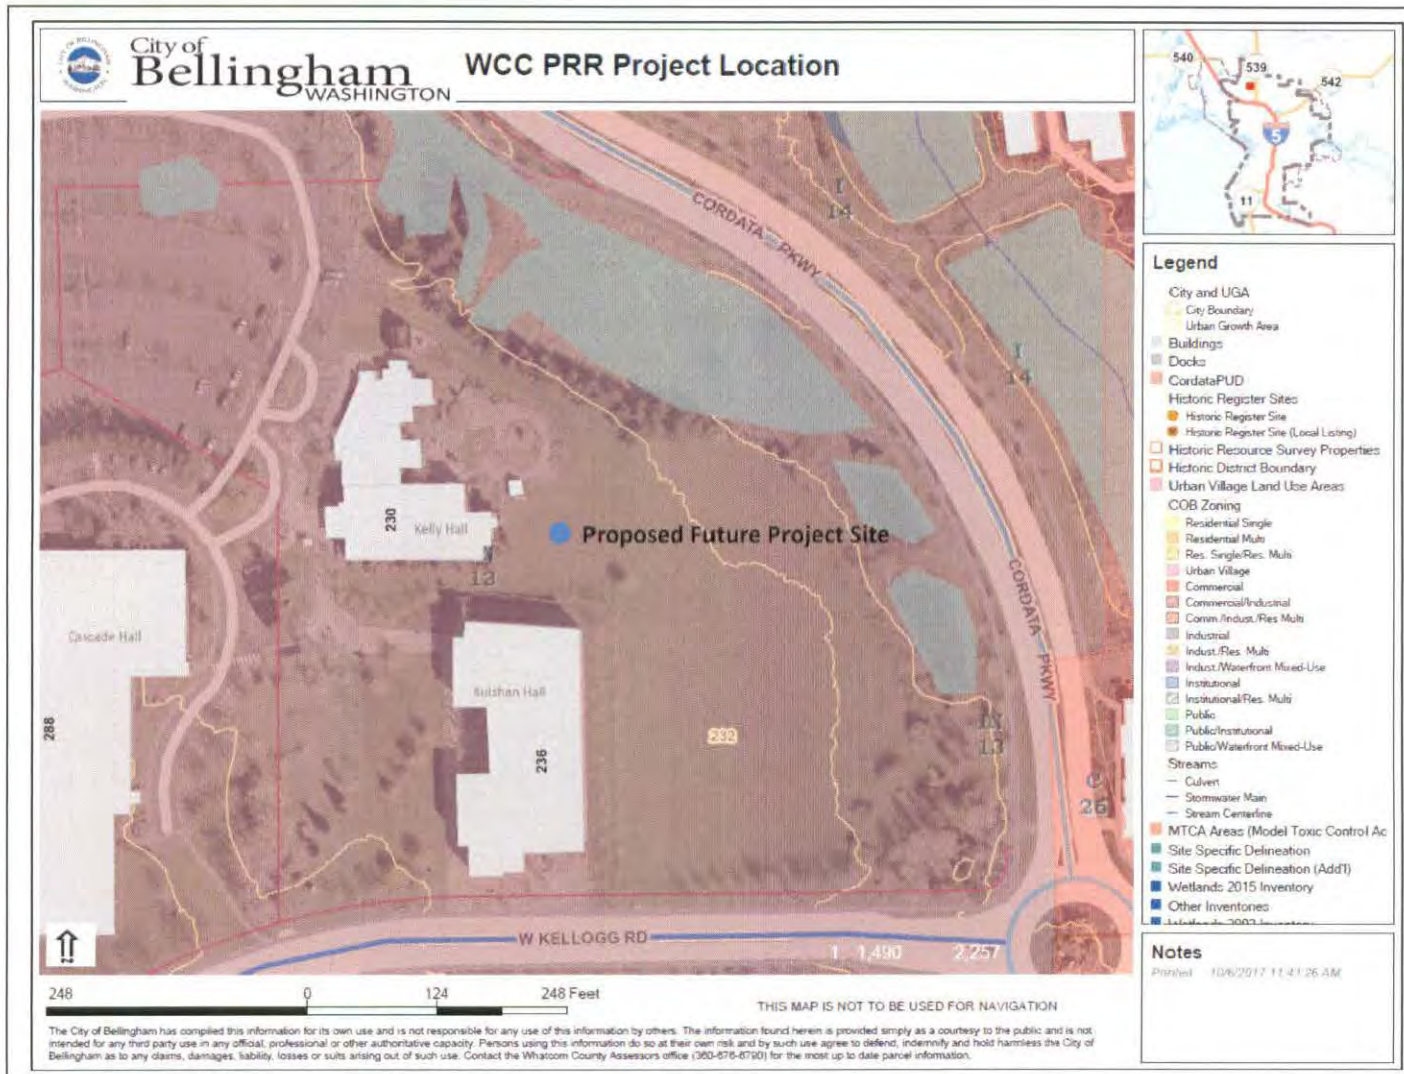 City of
Bellingham
WASHINGTON
WCC PRR Project Location
540
539
542
5
11
CORDATA PKWY
I
14
I
14
230
Kelly Hall
N
13
Proposed Future Project Site
CORDATA PKWY
Cascade Hall
288
Kulshan Hall
236
232
N
13
C
26
W KELLOGG RD
1 1,490 2,257
248 0 124 248 Feet
THIS MAP IS NOT TO BE USED FOR NAVIGATION
The City of Bellingham has compiled this information for its own use and is not responsible for any use of this information by others. The information found herein is provided simply as a courtesy to the public and is not
intended for any third party use in any official, professional or other authoritative capacity. Persons using this information do so at their own risk and by such use agree to defend, indemnify and hold harmless the City of
Bellingham as to any claims, damages, liability, losses or suits arising out of such use. Contact the Whatcom County Assessors office (360-676-6790) for the most up to date parcel information.
Legend
City and UGA
City Boundary
Urban Growth Area
Buildings
Docks
CordataPUD
Historic Register Sites
Historic Register Site
Historic Register Site (Local Listing)
Historic Resource Survey Properties
Historic District Boundary
Urban Village Land Use Areas
COB Zoning
Residential Single
Residential Multi
Res. Single/Res. Multi
Urban Village
Commercial
Commercial/Industrial
Comm./Indust./Res Multi
Industrial
Indust./Res. Multi
Indust./Waterfront Mixed-Use
Institutional
Institutional/Res. Multi
Public
Public/Institutional
Public/Waterfront Mixed-Use
Streams
Culvert
Stormwater Main
Stream Centerline
MTCA Areas (Model Toxic Control Ac
Site Specific Delineation
Site Specific Delineation (Add'l)
Wetlands 2015 Inventory
Other Inventories
Notes
Printed 10/6/2017 11:41:26 AM